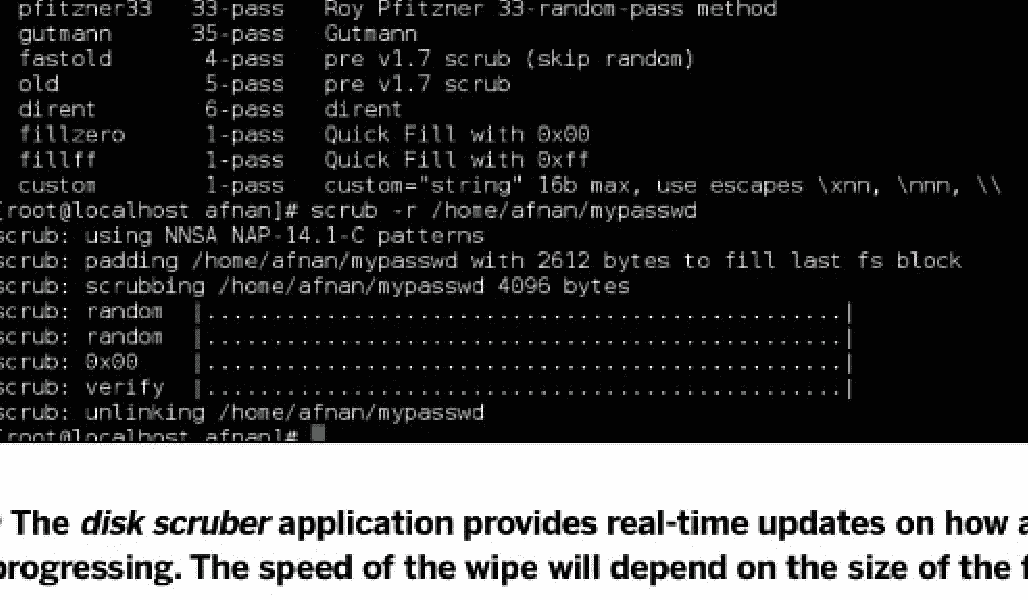 pfitzner33 33-pass Roy Pfitzner 33-random-pass method
gutmann 35-pass Gutmann
fastold 4-pass pre v1.7 scrub (skip random)
old 5-pass pre v1.7 scrub
dirent 6-pass dirent
fillzero 1-pass Quick Fill with 0x00
fillff 1-pass Quick Fill with 0xff
custom 1-pass custom="string" 16b max, use escapes \xnn, \nnn, \\
[root@localhost afnan]# scrub -r /home/afnan/mypasswd
scrub: using NNSA NAP-14.1-C patterns
scrub: padding /home/afnan/mypasswd with 2612 bytes to fill last fs block
scrub: scrubbing /home/afnan/mypasswd 4096 bytes
scrub: random |................................................|
scrub: random |................................................|
scrub: 0x00 |................................................|
scrub: verify |................................................|
scrub: unlinking /home/afnan/mypasswd
[root@localhost afnan]#
The disk scruber application provides real-time updates on how a
progressing. The speed of the wipe will depend on the size of the f